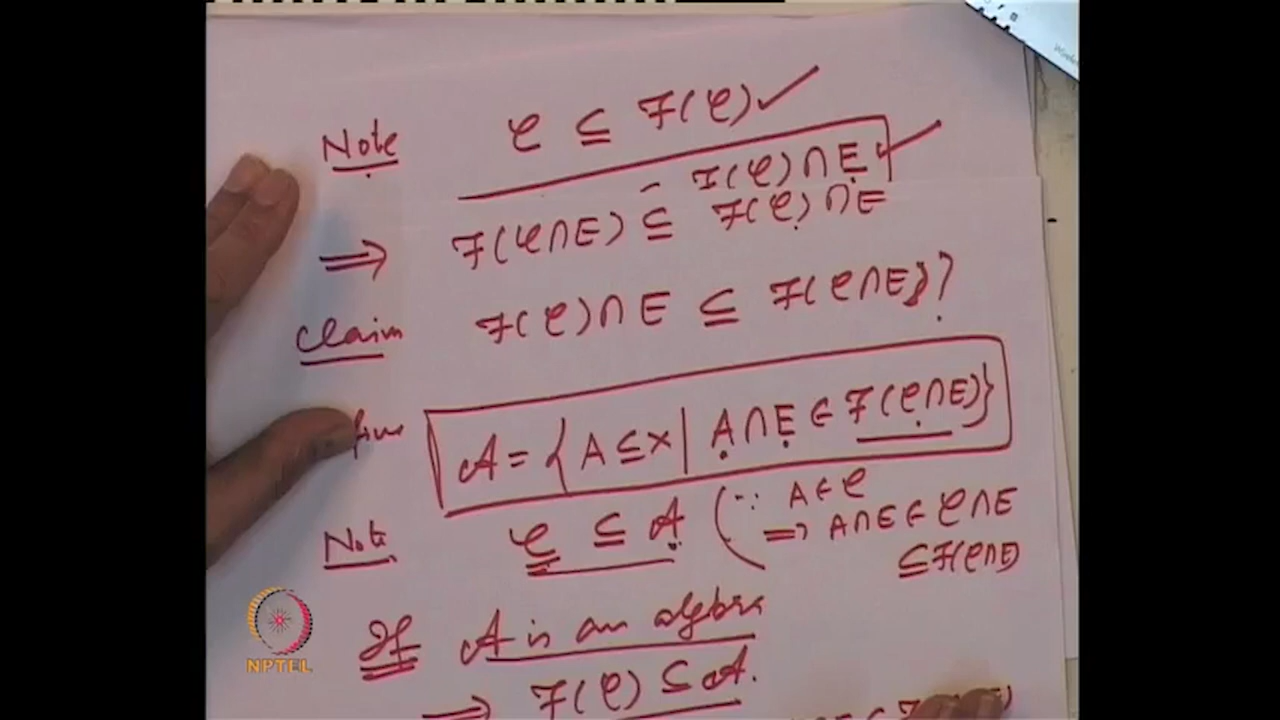 Note 𝒞 ⊆ ℱ(𝒞) ✓
ℱ(𝒞)∩E ✓
⟹ ℱ(𝒞∩E) ⊆ ℱ(𝒞)∩E
Claim ℱ(𝒞)∩E ⊆ ℱ(𝒞∩E)?
𝒜 = {A ⊆ X | A∩E ∈ ℱ(𝒞∩E)}
Note 𝒞 ⊆ 𝒜 (∵ A ∈ 𝒞
⟹ A∩E ∈ 𝒞∩E
⊆ ℱ(𝒞∩E)
If 𝒜 is an algebra
⟹ ℱ(𝒞) ⊆ 𝒜.
NPTEL